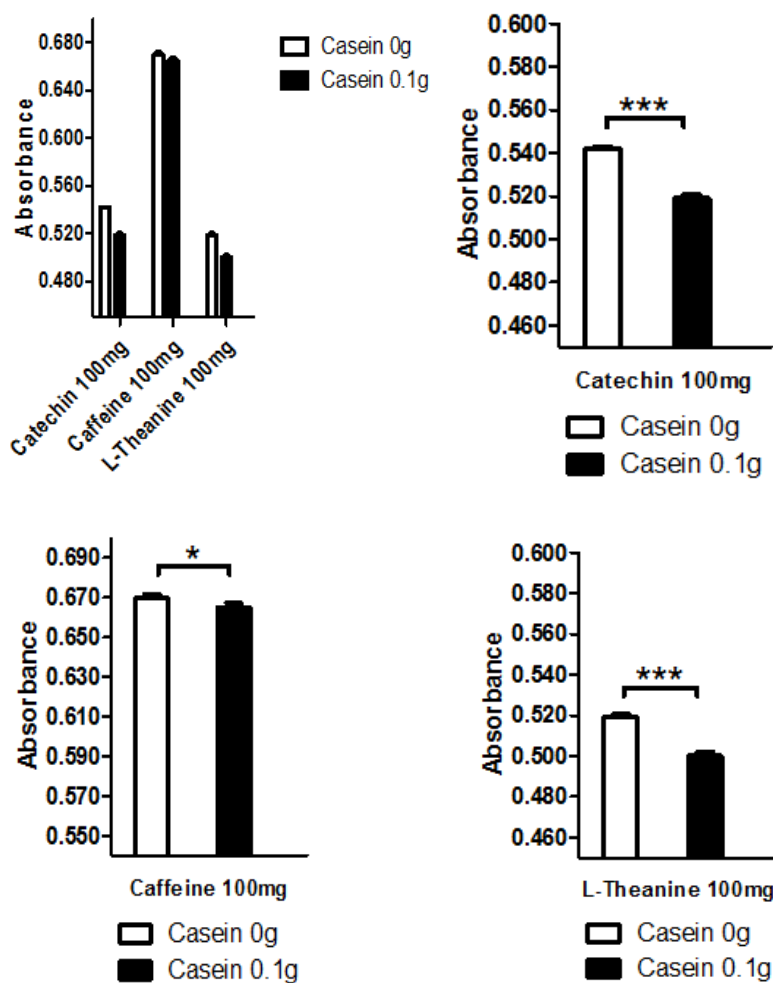 0.680
0.640
0.600
0.560
0.520
0.480
Absorbance
Catechin 100mg
Caffeine 100mg
L-Theanine 100mg
Casein 0g
Casein 0.1g
0.600
0.580
0.560
0.540
0.520
0.500
0.480
0.460
Absorbance
***
Catechin 100mg
Casein 0g
Casein 0.1g
0.690
0.670
0.650
0.630
0.610
0.590
0.570
0.550
Absorbance
*
Caffeine 100mg
Casein 0g
Casein 0.1g
0.600
0.580
0.560
0.540
0.520
0.500
0.480
0.460
Absorbance
***
L-Theanine 100mg
Casein 0g
Casein 0.1g